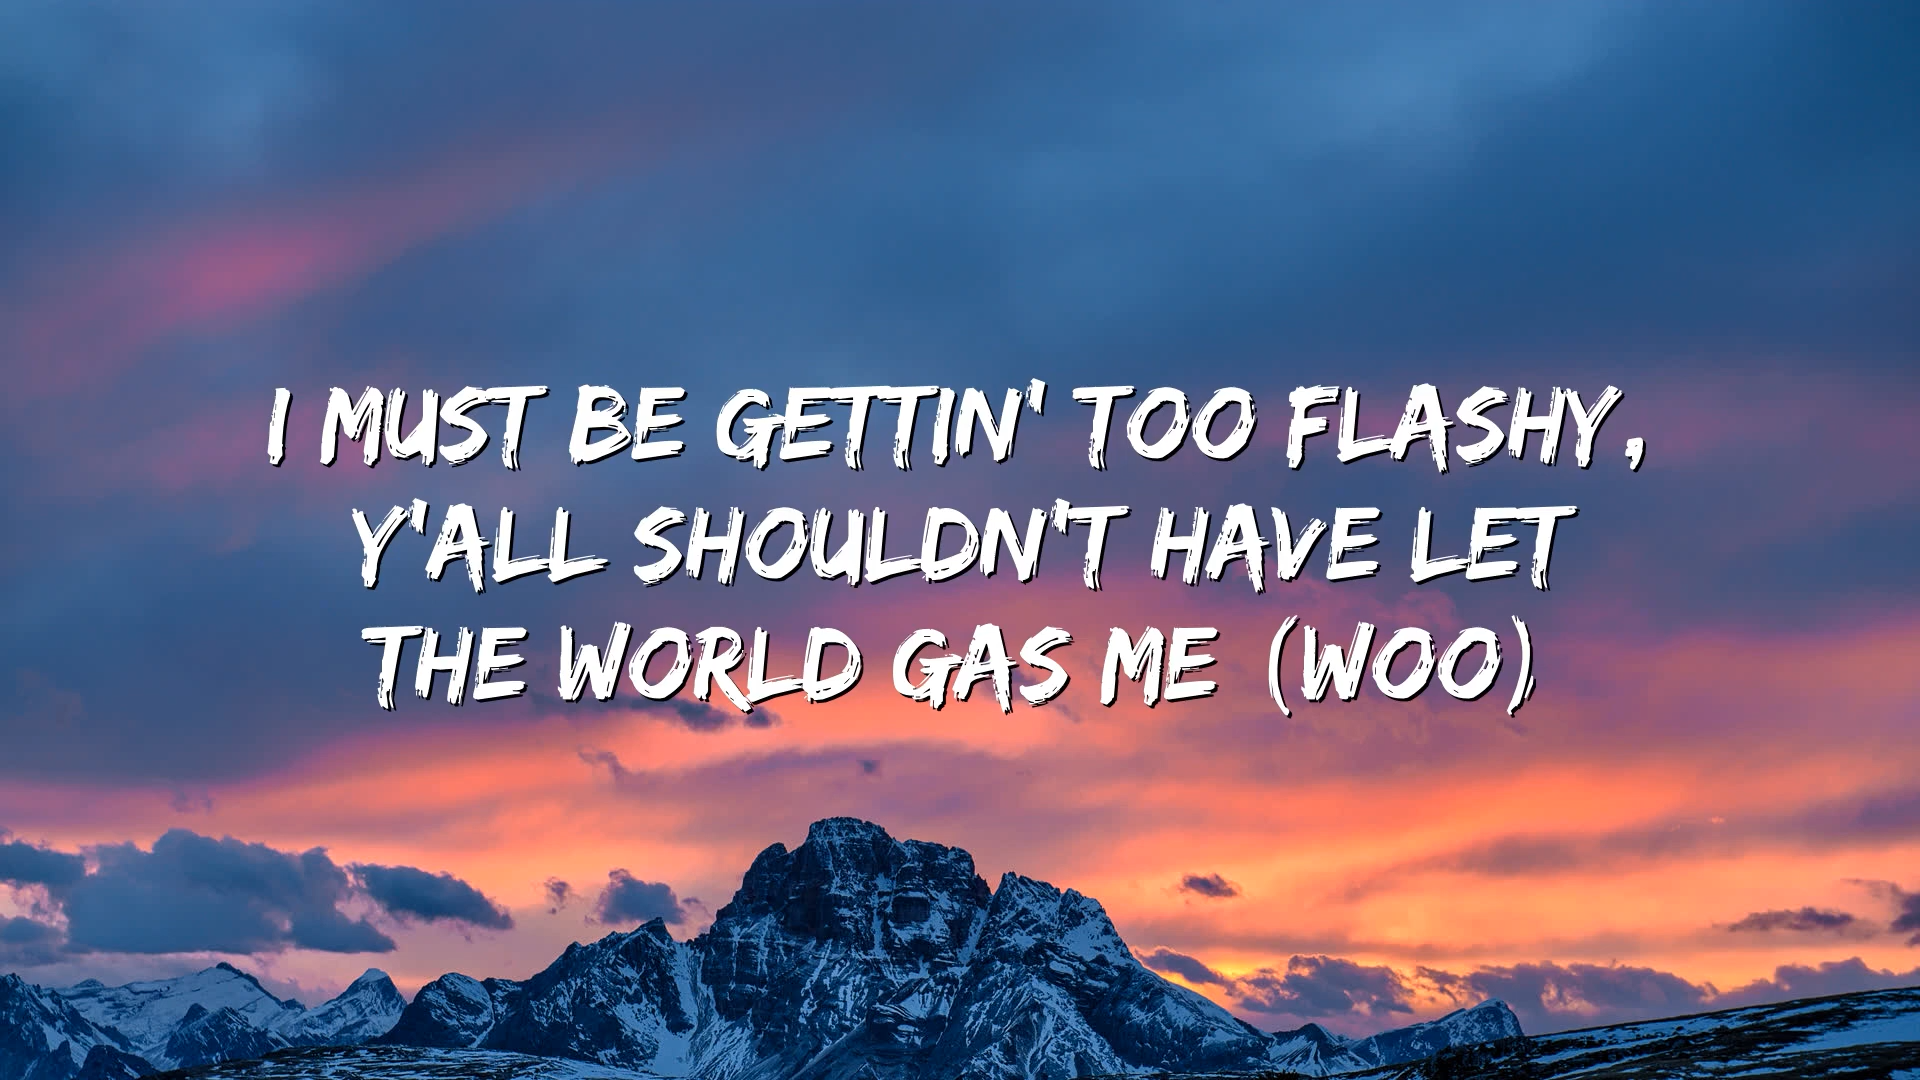 I MUST BE GETTIN' TOO FLASHY,
Y'ALL SHOULDN'T HAVE LET
THE WORLD GAS ME (WOO)